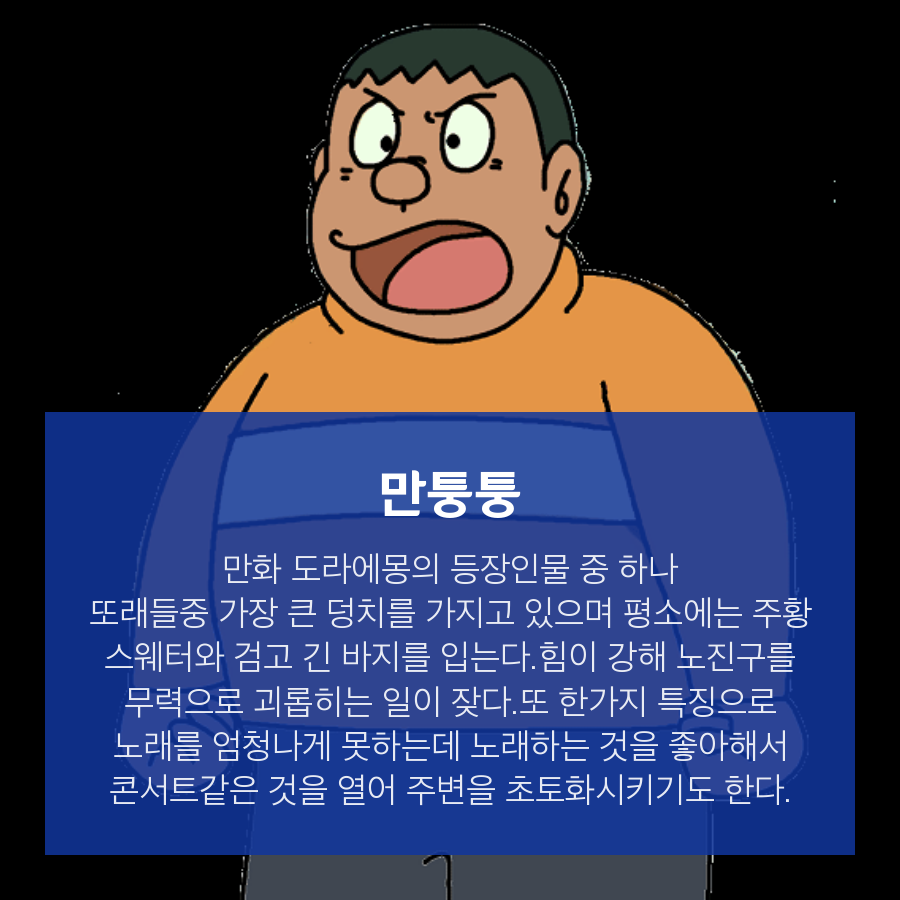 만퉁퉁
만화 도라에몽의 등장인물 중 하나
또래들중 가장 큰 덩치를 가지고 있으며 평소에는 주황
스웨터와 검고 긴 바지를 입는다.힘이 강해 노진구를
무력으로 괴롭히는 일이 잦다.또 한가지 특징으로
노래를 엄청나게 못하는데 노래하는 것을 좋아해서
콘서트같은 것을 열어 주변을 초토화시키기도 한다.